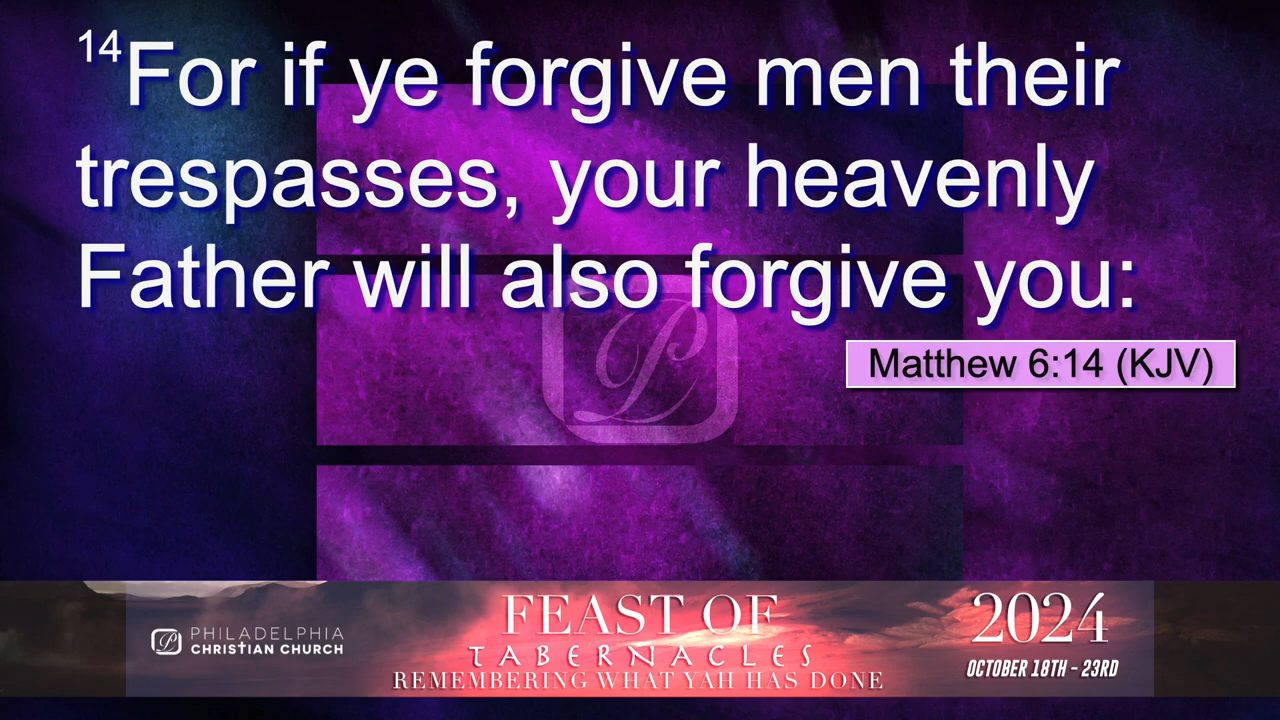 14For if ye forgive men their
trespasses, your heavenly
Father will also forgive you:
Matthew 6:14 (KJV)
PHILADELPHIA
CHRISTIAN CHURCH
FEAST OF
TABERNACLES
REMEMBERING WHAT YAH HAS DONE
2024
OCTOBER 18TH - 23RD